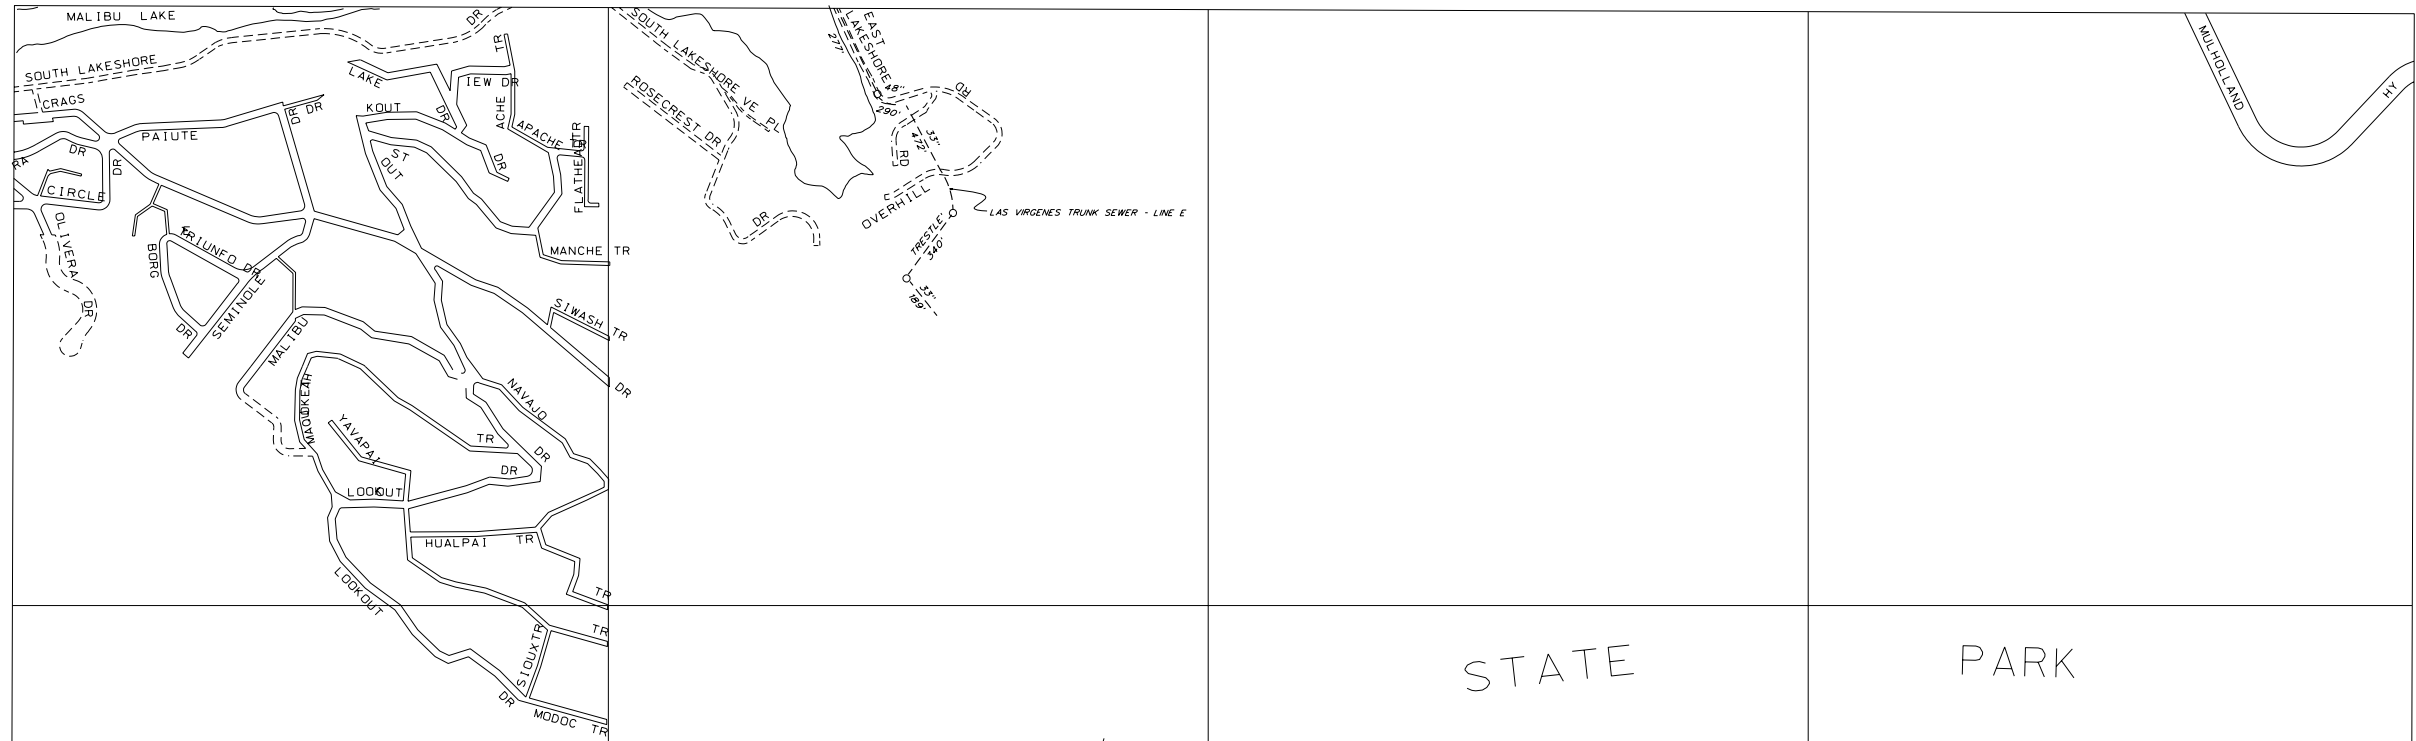 MALIBU LAKE
DR
SOUTH LAKESHORE
CRAGS
PAIUTE
DR
DR
DR
DR
RA
CIRCLE
OLIVERA
DR
BORG
DR
TRIUNFO DR
SEMINOLE
MALIBU
LAKE
IEW DR
TR
ACHE
APACHE TR
FLATHEAD TR
KOUT
DR
DR
ST
OUT
MANCHE TR
SIWASH TR
DR
NAVAJO
DR
TR
DR
YAVAPAI
LOOKOUT
HUALPAI TR
TR
LOOKOUT
DR
SIOUX TR
TR
MODOC TR
SOUTH LAKESHORE
VE PL
ROSECREST DR
DR
EAST
LAKESHORE
277'
48"
290'
RD
RD
33"
472'
OVERHILL
LAS VIRGENES TRUNK SEWER - LINE E
TRESTLE
340'
33"
189'
MULHOLLAND
HY
STATE PARK